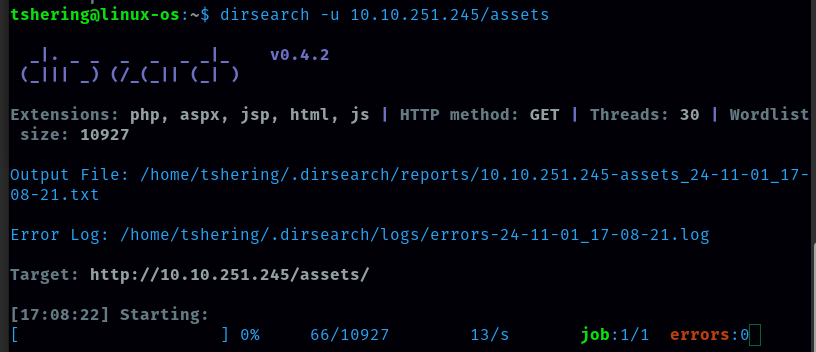 tshering@linux-os:~$ dirsearch -u 10.10.251.245/assets
  _|. _ _  _  _  _ _|_    v0.4.2
 (_||| _) (/_(_|| (_| )
Extensions: php, aspx, jsp, html, js | HTTP method: GET | Threads: 30 | Wordlist
 size: 10927
Output File: /home/tshering/.dirsearch/reports/10.10.251.245-assets_24-11-01_17-
08-21.txt
Error Log: /home/tshering/.dirsearch/logs/errors-24-11-01_17-08-21.log
Target: http://10.10.251.245/assets/
[17:08:22] Starting:
[                    ] 0%     66/10927        13/s       job:1/1  errors:0